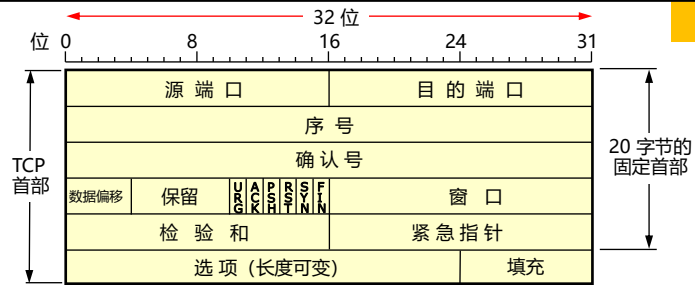 32 位
位 0 8 16 24 31
源 端 口 目 的 端 口
序 号
TCP 首部
确 认 号
20 字节的
固定首部
数据偏移 保留 URG ACK PSH RST SYN FIN 窗 口
检 验 和 紧 急 指 针
选 项 (长 度 可 变) 填 充